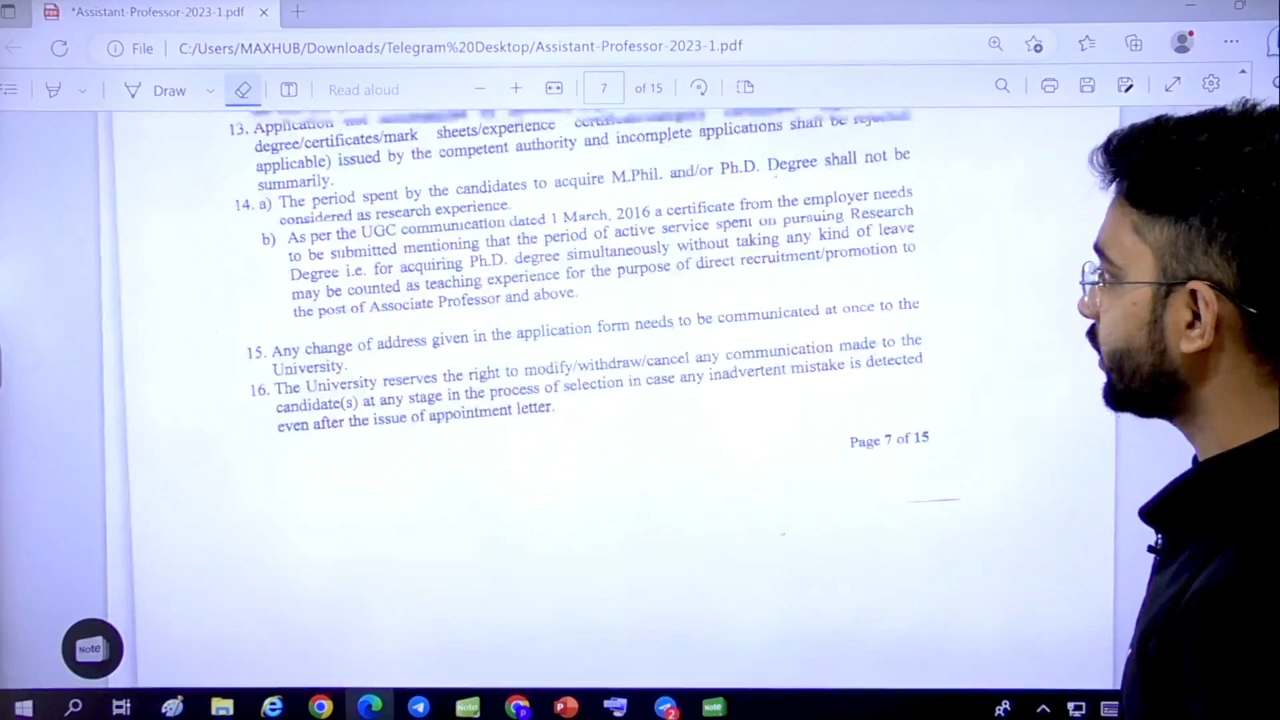 *Assistant-Professor-2023-1.pdf
File
C:/Users/MAXHUB/Downloads/Telegram%20Desktop/Assistant-Professor-2023-1.pdf
Draw
Read aloud
7
of 15
13. Application
degree/certificates/mark sheets/experience
applicable) issued by the competent authority and incomplete applications shall be rejected
summarily.
14. a) The period spent by the candidates to acquire M.Phil. and/or Ph.D. Degree shall not be
considered as research experience.
b) As per the UGC communication dated 1 March, 2016 a certificate from the employer needs
to be submitted mentioning that the period of active service spent on pursuing Research
Degree i.e. for acquiring Ph.D. degree simultaneously without taking any kind of leave
may be counted as teaching experience for the purpose of direct recruitment/promotion to
the post of Associate Professor and above.
15. Any change of address given in the application form needs to be communicated at once to the
University.
16. The University reserves the right to modify/withdraw/cancel any communication made to the
candidate(s) at any stage in the process of selection in case any inadvertent mistake is detected
even after the issue of appointment letter.
Page 7 of 15
Note
Note
Note
2